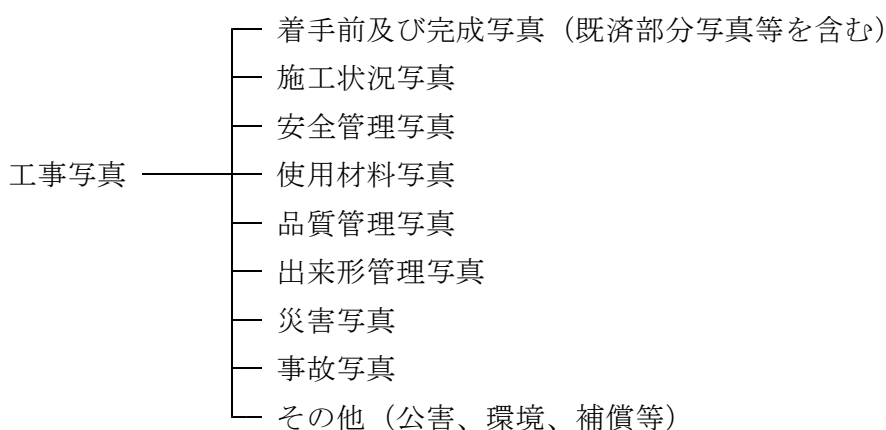 着手前及び完成写真（既済部分写真等を含む）
施工状況写真
安全管理写真
工事写真 使用材料写真
品質管理写真
出来形管理写真
災害写真
事故写真
その他（公害、環境、補償等）